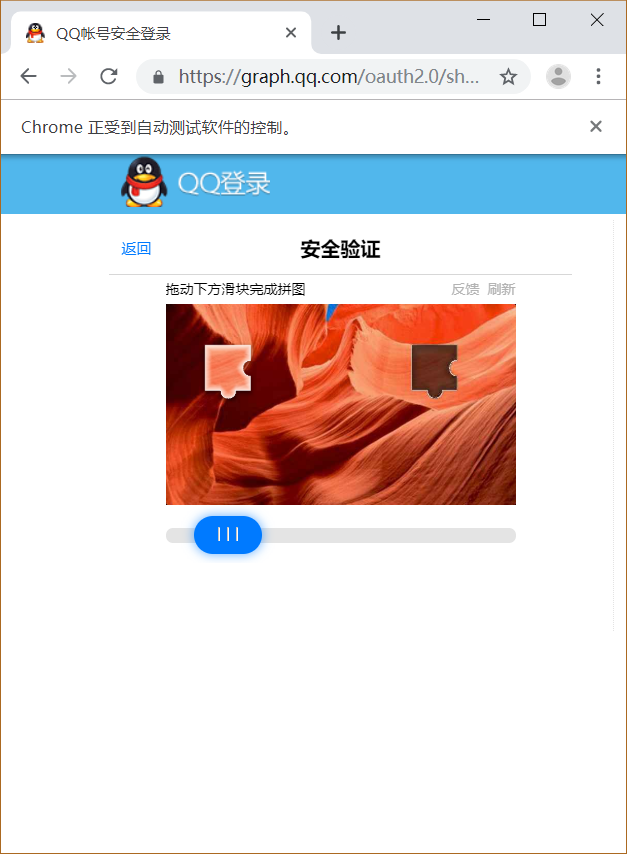 QQ帐号安全登录
https://graph.qq.com/oauth2.0/sh...
Chrome 正受到自动测试软件的控制。
QQ登录
返回
安全验证
拖动下方滑块完成拼图
反馈 刷新